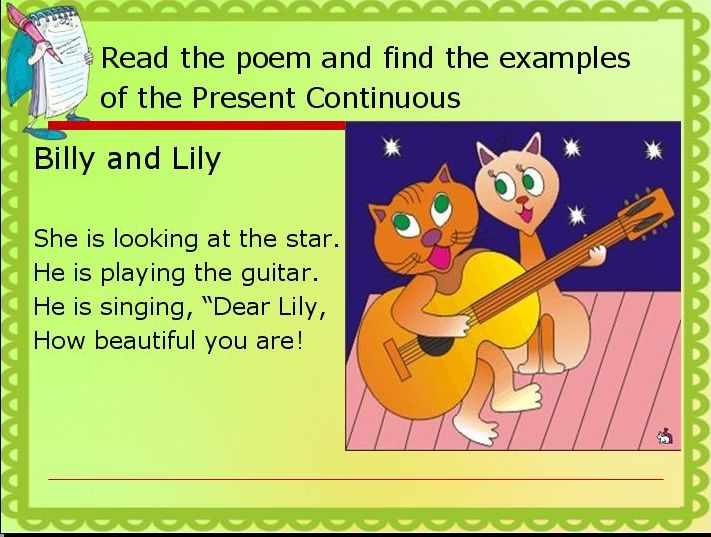 Read the poem and find the examples
of the Present Continuous
Billy and Lily
She is looking at the star.
He is playing the guitar.
He is singing, “Dear Lily,
How beautiful you are!